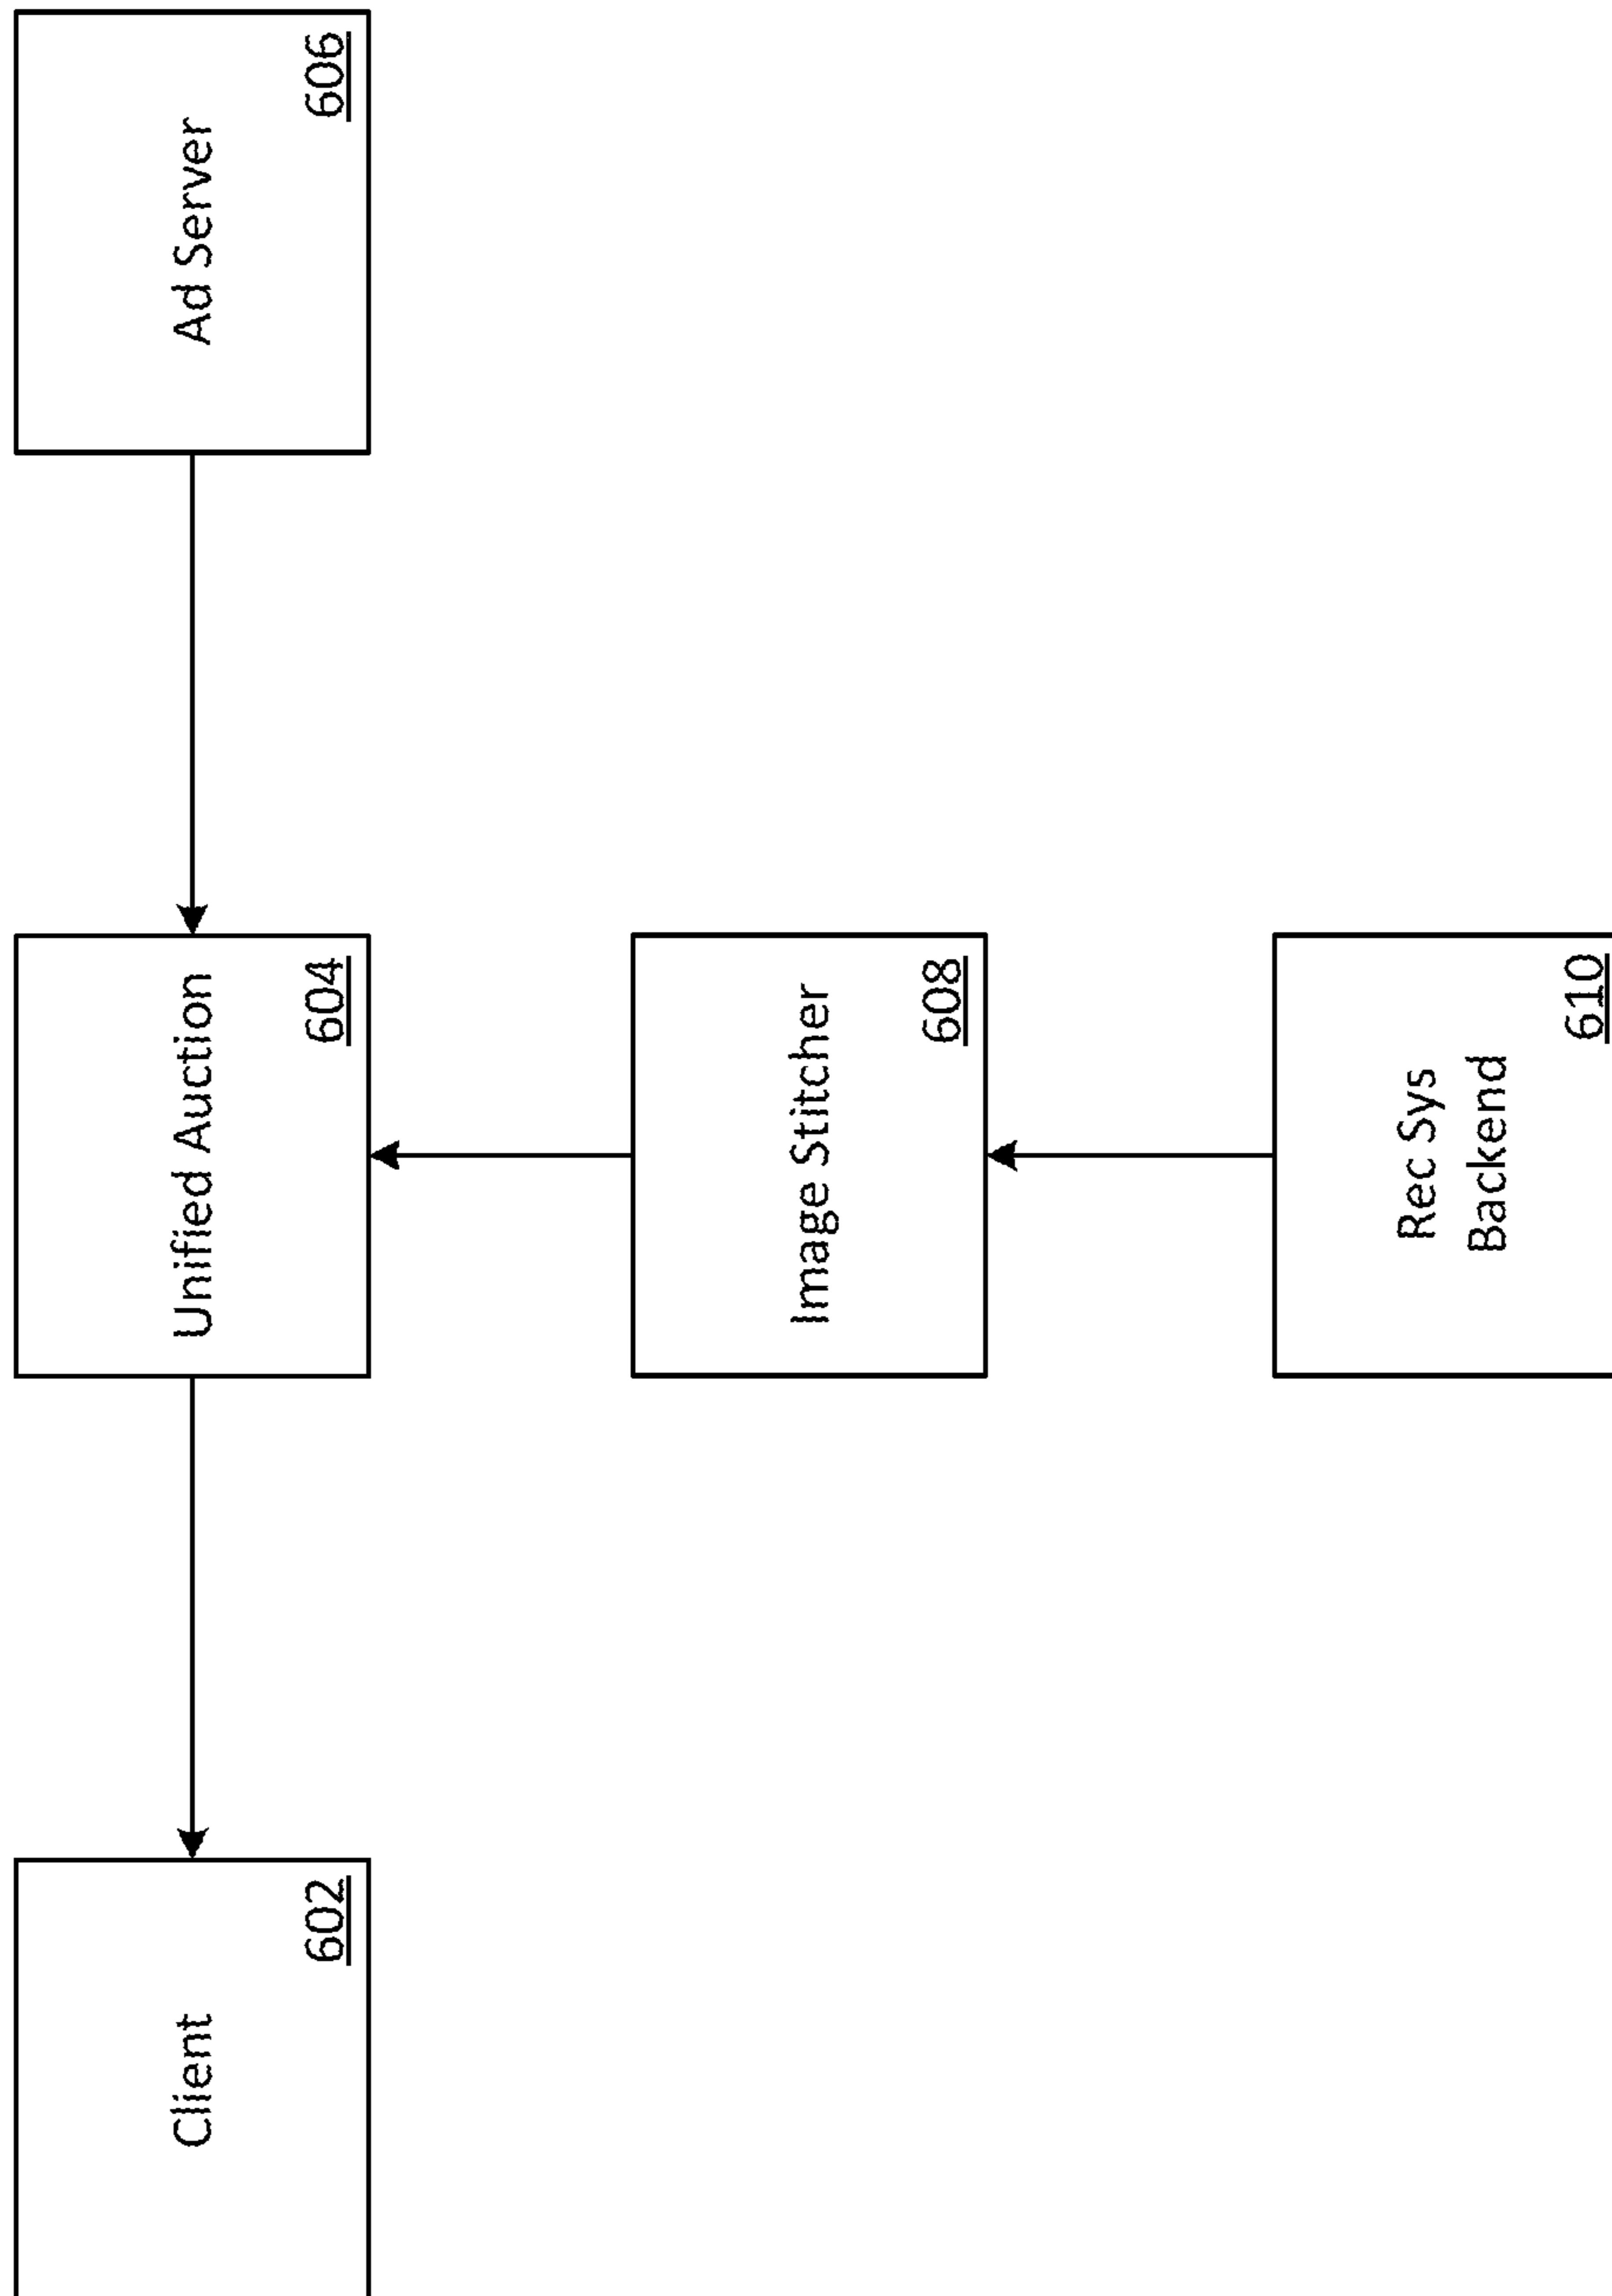 Client
602
Unified Auction
604
Ad Server
606
Image Stitcher
608
Rec Sys
Backend
610